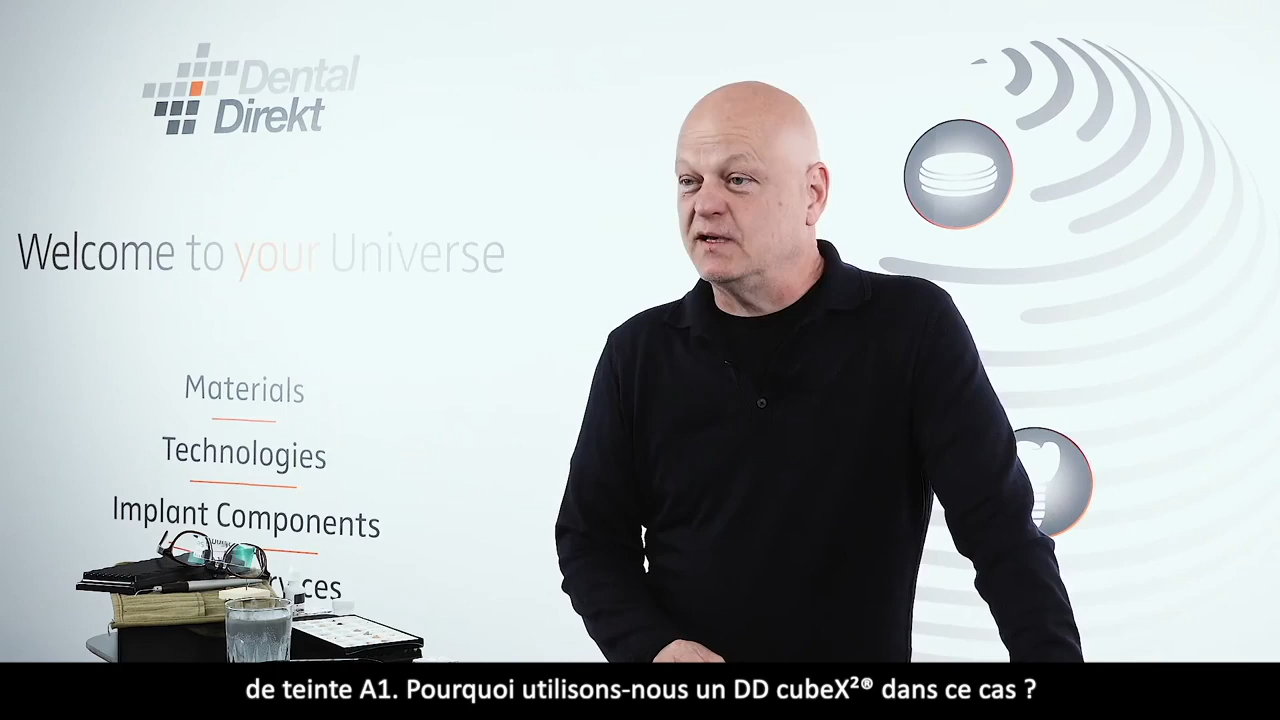 Dental
Direkt
Welcome to your Universe
Materials
Technologies
Implant Components
de teinte A1. Pourquoi utilisons-nous un DD cubeX²® dans ce cas ?